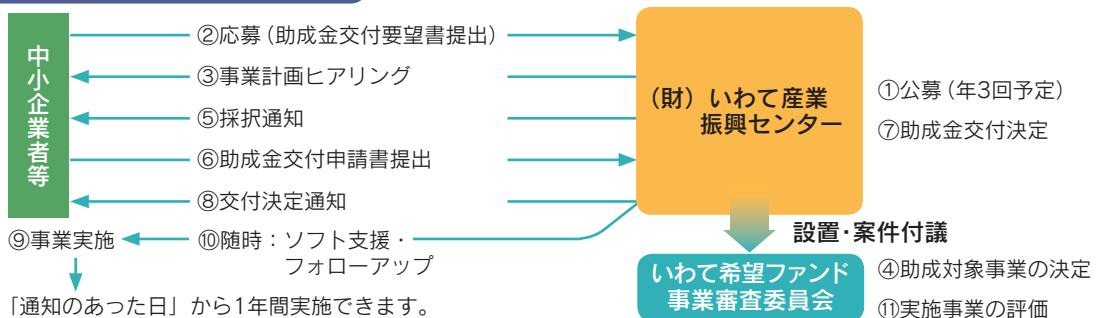 中小企業者等
②応募（助成金交付要望書提出）
③事業計画ヒアリング
⑤採択通知
⑥助成金交付申請書提出
⑧交付決定通知
（財）いわて産業
振興センター
①公募（年3回予定）
⑦助成金交付決定
⑨事業実施
⑩随時：ソフト支援・
フォローアップ
「通知のあった日」から1年間実施できます。
設置・案件付議
いわて希望ファンド
事業審査委員会
④助成対象事業の決定
⑪実施事業の評価